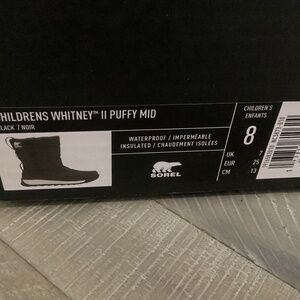 HILDRENS WHITNEY™ II PUFFY MID
LACK / NOIR
WATERPROOF / IMPERMÉABLE
INSULATED / CHAUDEMENT ISOLÉES
SOREL
CHILDREN'S
ENFANTS
8
UK 7
EUR 25
CM 13